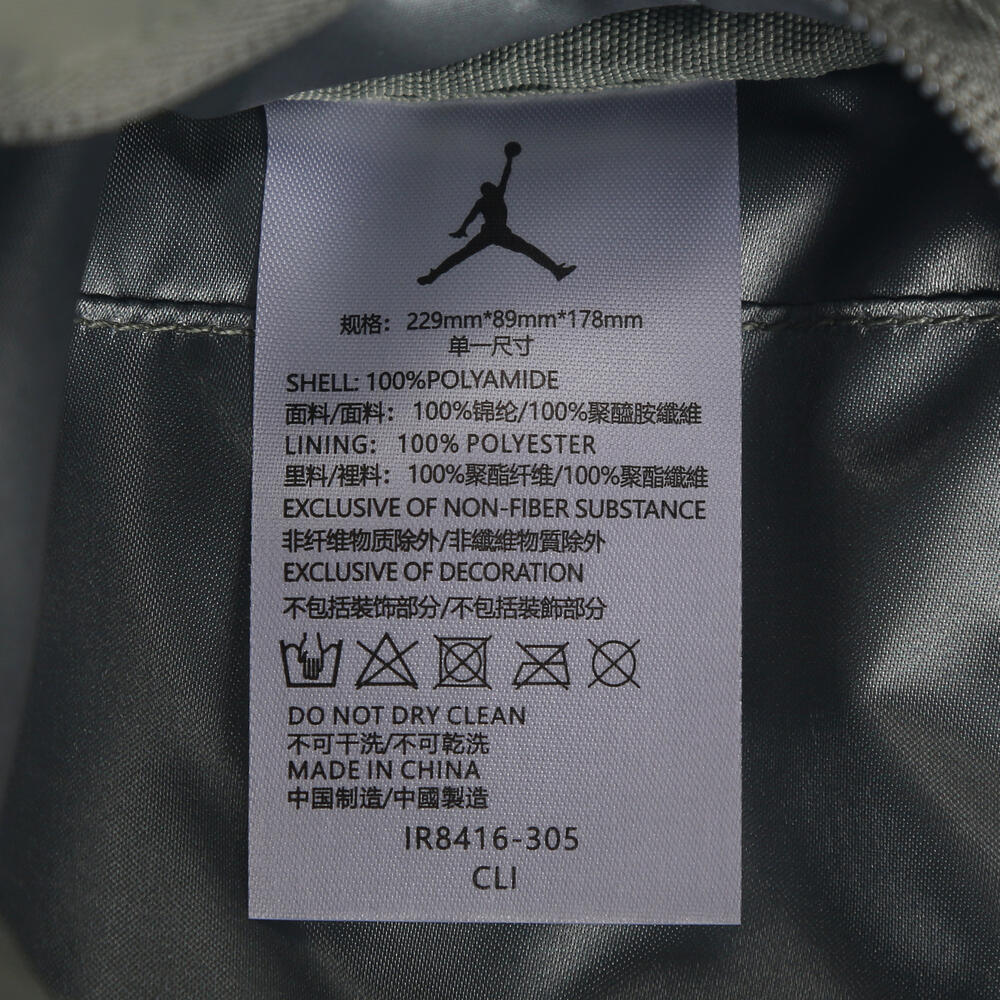 规格： 229mm*89mm*178mm
单一尺寸
SHELL: 100%POLYAMIDE
面料/面料： 100%锦纶/100%聚醯胺纖維
LINING: 100% POLYESTER
里料/裡料： 100%聚酯纤维/100%聚酯纖維
EXCLUSIVE OF NON-FIBER SUBSTANCE
非纤维物质除外/非纖維物質除外
EXCLUSIVE OF DECORATION
不包括装饰部分/不包括裝飾部分
DO NOT DRY CLEAN
不可干洗/不可乾洗
MADE IN CHINA
中国制造/中國製造
IR8416-305
CLI